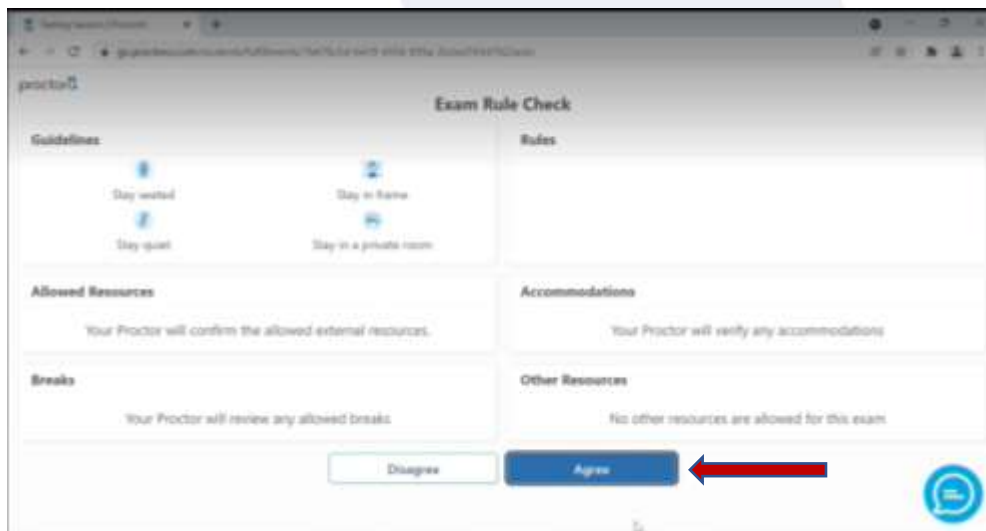 proctorU
Exam Rule Check
Guidelines
Rules
Stay seated
Stay in frame
Stay quiet
Stay in a private room
Allowed Resources
Accommodations
Your Proctor will confirm the allowed external resources.
Your Proctor will verify any accommodations
Breaks
Other Resources
Your Proctor will review any allowed breaks
No other resources are allowed for this exam
Disagree
Agree